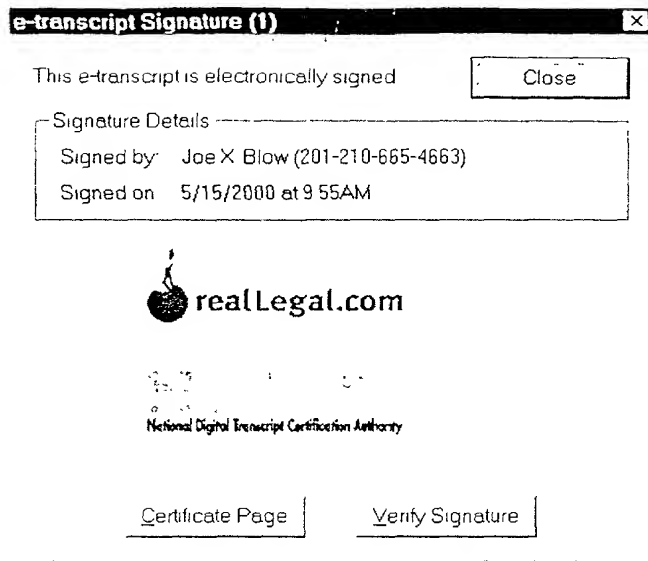 e-transcript Signature (1)
This e-transcript is electronically signed
Close
Signature Details
Signed by: Joe X Blow (201-210-665-4663)
Signed on 5/15/2000 at 9 55AM
realLegal.com
National Digital Transcript Certification Authority
Certificate Page
Verify Signature